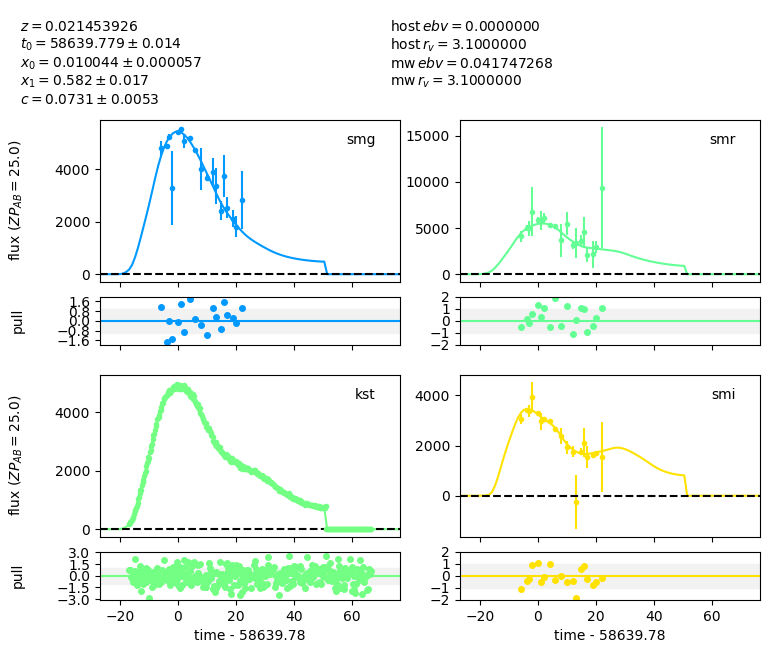 z = 0.021453926
t₀ = 58639.779 ± 0.014
x₀ = 0.010044 ± 0.000057
x₁ = 0.582 ± 0.017
c = 0.0731 ± 0.0053
host ebv = 0.0000000
host r_v = 3.1000000
mw ebv = 0.041747268
mw r_v = 3.1000000
flux (ZP_AB = 25.0)
4000
2000
0
smg
15000
10000
5000
0
smr
pull
1.6
0.8
0.0
−0.8
−1.6
2
1
0
−1
−2
flux (ZP_AB = 25.0)
4000
2000
0
kst
4000
2000
0
smi
pull
3.0
1.5
0.0
−1.5
−3.0
2
1
0
−1
−2
−20 0 20 40 60
−20 0 20 40 60
time - 58639.78
time - 58639.78